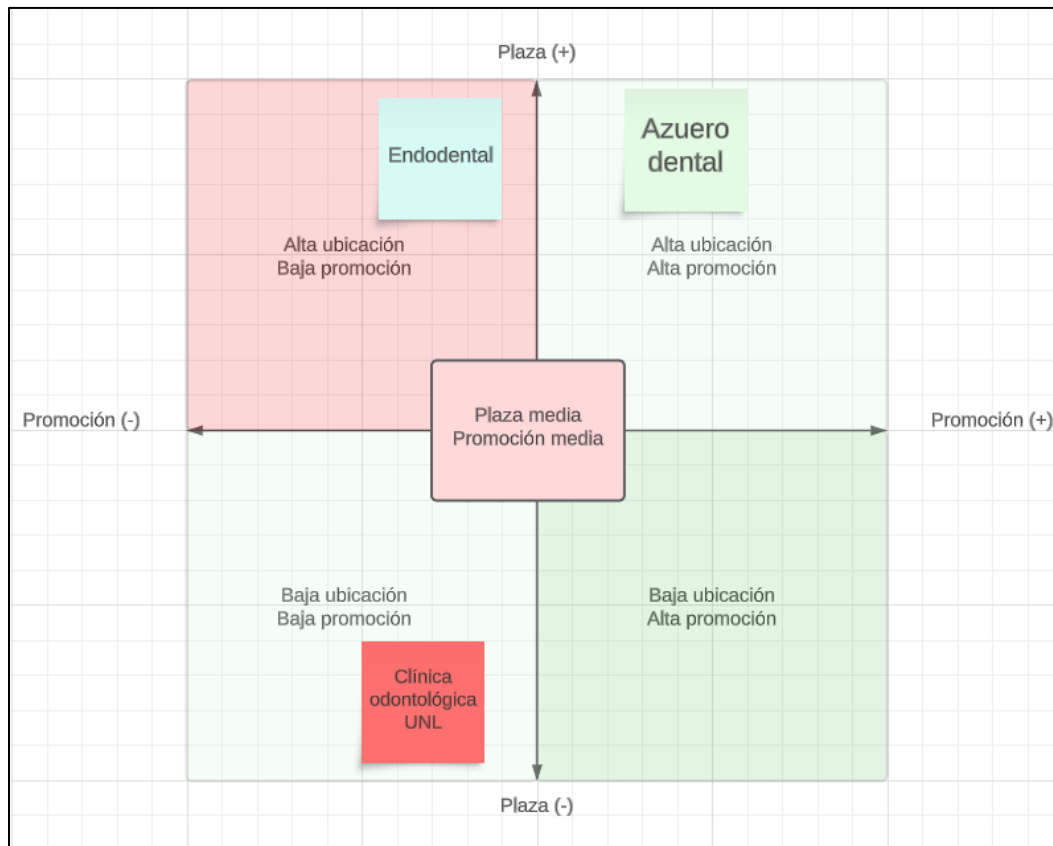 Plaza (+)
Endodental
Azuero
dental
Alta ubicación
Baja promoción
Alta ubicación
Alta promoción
Promoción (-)
Plaza media
Promoción media
Promoción (+)
Baja ubicación
Baja promoción
Baja ubicación
Alta promoción
Clínica
odontológica
UNL
Plaza (-)